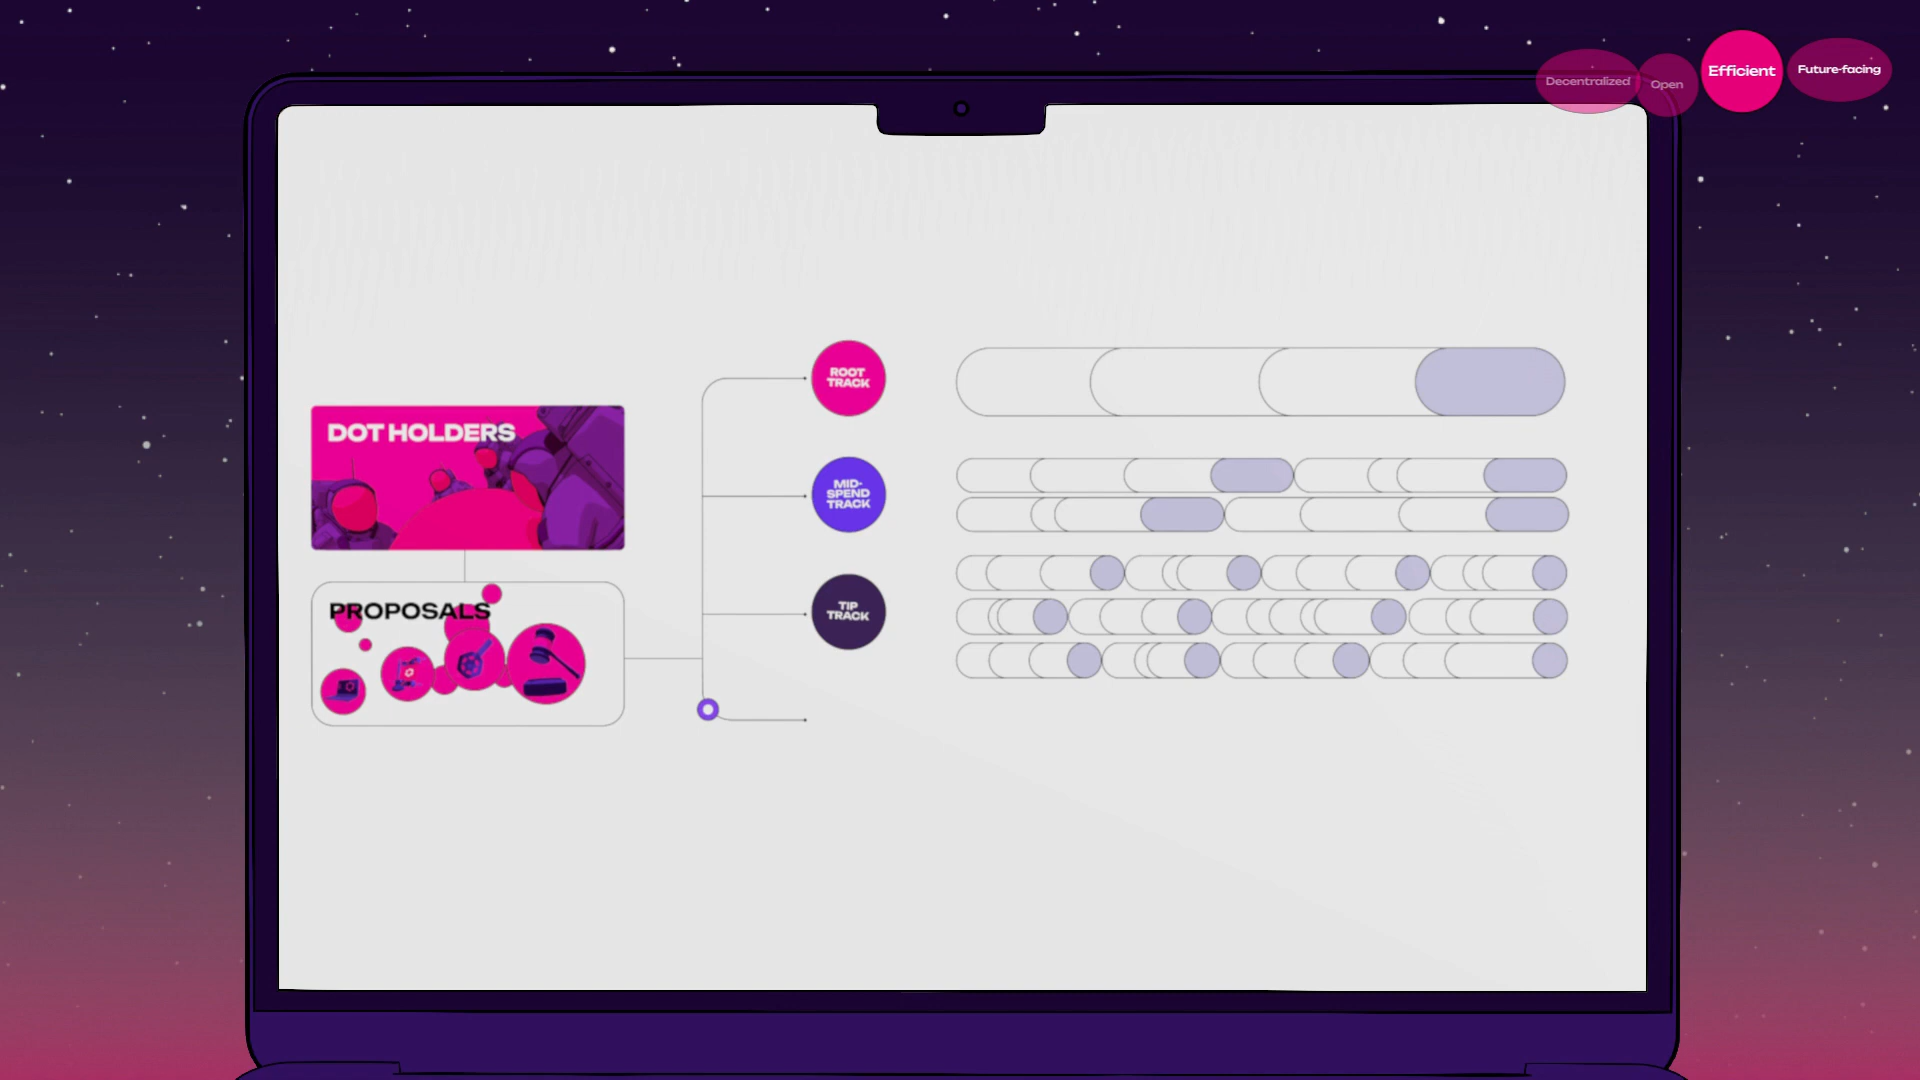 Decentralized
Open
Efficient
Future-facing
DOT HOLDERS
PROPOSALS
ROOT
TRACK
MID-
SPEND
TRACK
TIP
TRACK